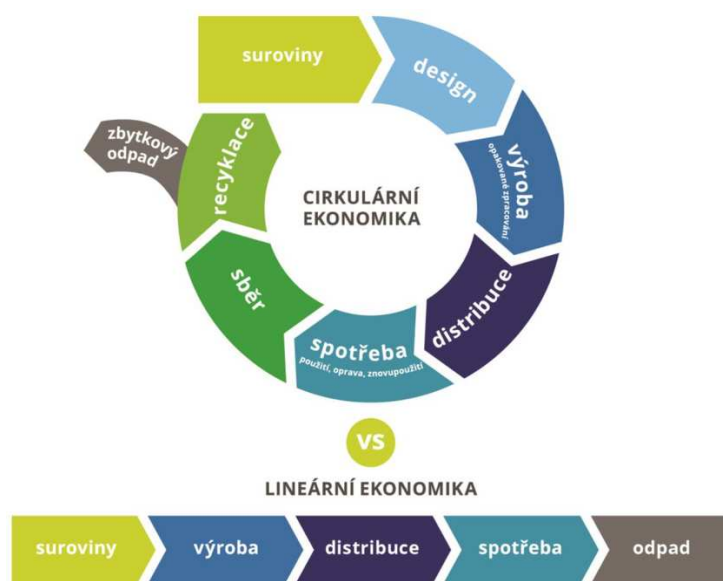 suroviny
design
výroba
opakované zpracování
distribuce
spotřeba
použití, oprava, znovupoužití
sběr
recyklace
zbytkový
odpad
CIRKULÁRNÍ
EKONOMIKA
VS
LINEÁRNÍ EKONOMIKA
suroviny
výroba
distribuce
spotřeba
odpad